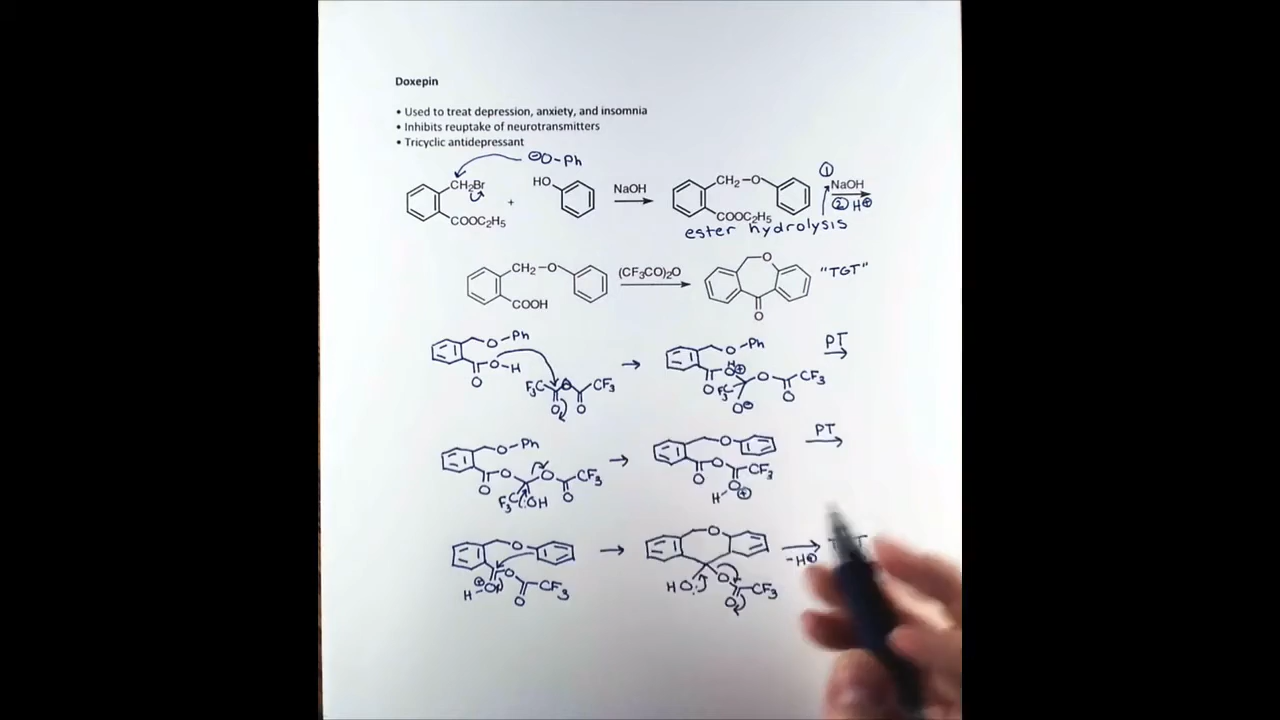 Doxepin
• Used to treat depression, anxiety, and insomnia
• Inhibits reuptake of neurotransmitters
• Tricyclic antidepressant
⊖O-Ph
CH₂Br
COOC₂H₅
+
HO
NaOH
CH₂-O
COOC₂H₅
①
NaOH
② H⊕
ester hydrolysis
CH₂-O
COOH
(CF₃CO)₂O
O
O
"TGT"
O-Ph
O-H
O
F₃C
O
CF₃
O
O
O-Ph
H
O⊕
O
F₃C
O
CF₃
O
O⊖
PT
O-Ph
O
O
O
CF₃
F₃C
:OH
O
O
O
O
CF₃
O
H
⊕
PT
O
O
CF₃
⊕
H-O
O
O
HO:
O
CF₃
O
-H⊕